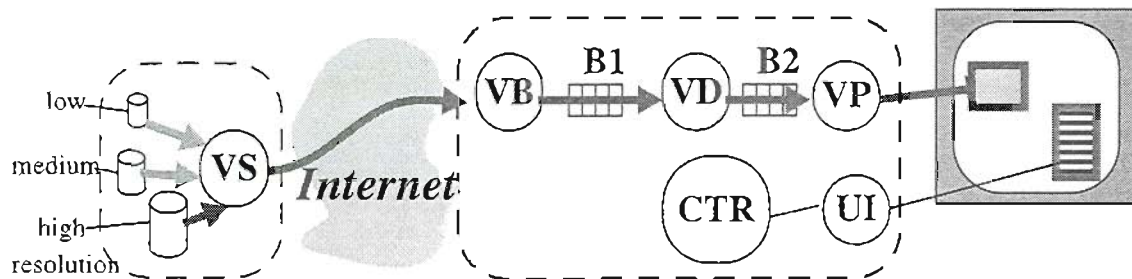 low
medium
high
resolution
VS
Internet
VB
B1
VD
B2
VP
CTR
UI